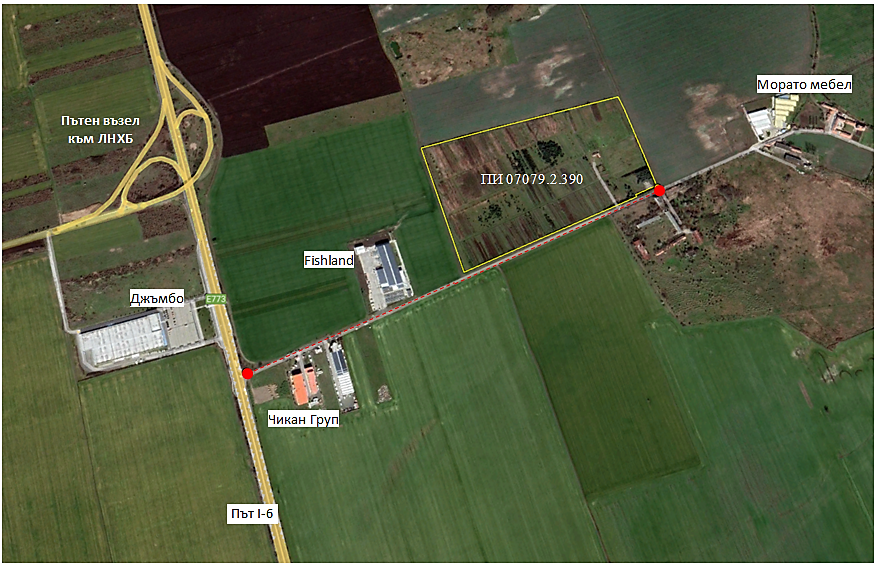 Морато мебел
Пътен възел
към ЛНХБ
ПИ 07079.2.390
Fishland
Джъмбо
E773
Чикан Груп
Път I-6